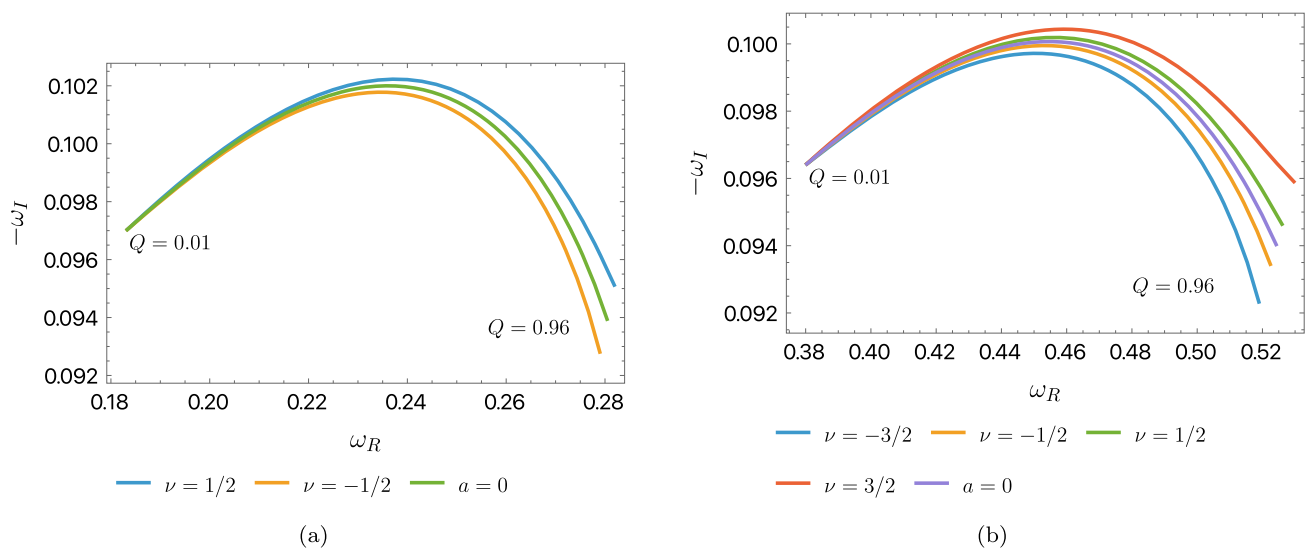 0.102
0.100
0.098
0.096
0.094
0.092
−ω_I
0.18 0.20 0.22 0.24 0.26 0.28
ω_R
Q = 0.01
Q = 0.96
ν = 1/2 ν = −1/2 a = 0
(a)
0.100
0.098
0.096
0.094
0.092
−ω_I
0.38 0.40 0.42 0.44 0.46 0.48 0.50 0.52
ω_R
Q = 0.01
Q = 0.96
ν = −3/2 ν = −1/2 ν = 1/2
ν = 3/2 a = 0
(b)